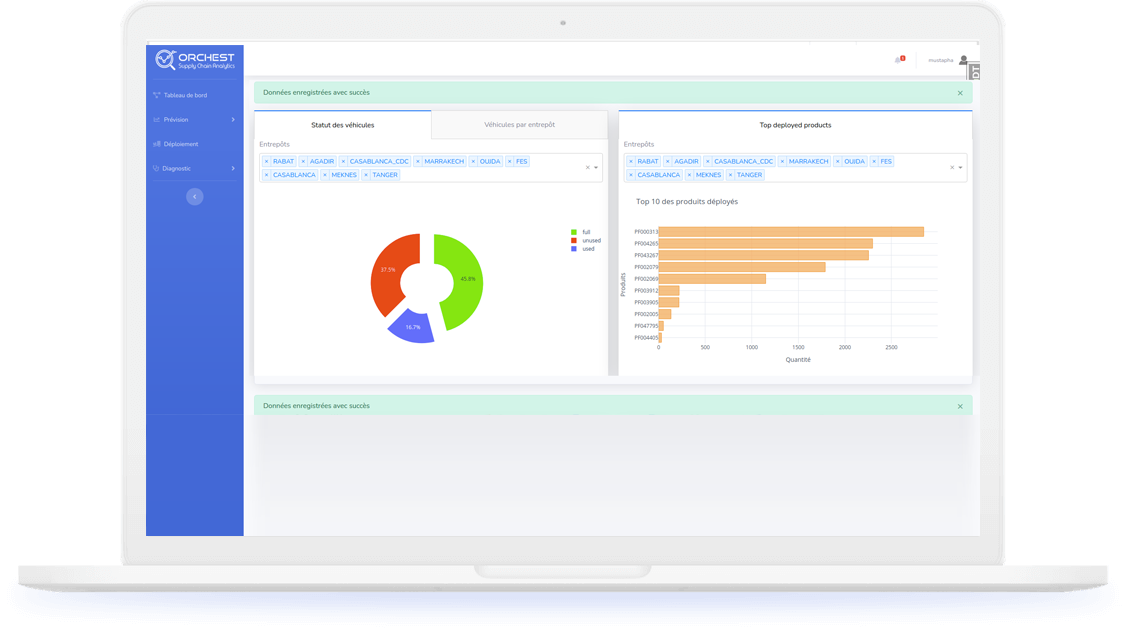 ORCHEST
Supply Chain Analytics
mustapha
Tableau de bord
Prévision
Déploiement
Diagnostic
Données enregistrées avec succès
Statut des véhicules
Véhicules par entrepôt
Entrepôts
× RABAT × AGADIR × CASABLANCA_CDC × MARRAKECH × OUJDA × FES
× CASABLANCA × MEKNES × TANGER
full
unused
used
37.5%
45.8%
16.7%
Top deployed products
Entrepôts
× RABAT × AGADIR × CASABLANCA_CDC × MARRAKECH × OUJDA × FES
× CASABLANCA × MEKNES × TANGER
Top 10 des produits déployés
Produits
PF000313
PF004265
PF043267
PF002079
PF002069
PF003912
PF003905
PF002005
PF047795
PF004405
0 500 1000 1500 2000 2500
Quantité
Données enregistrées avec succès